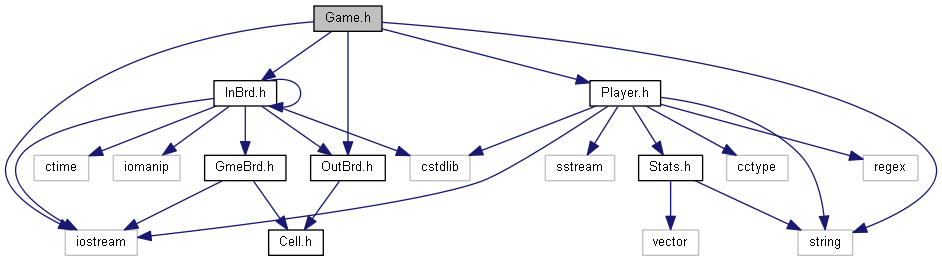 Game.h
InBrd.h
Player.h
ctime
iomanip
GmeBrd.h
OutBrd.h
cstdlib
sstream
Stats.h
cctype
regex
iostream
Cell.h
vector
string